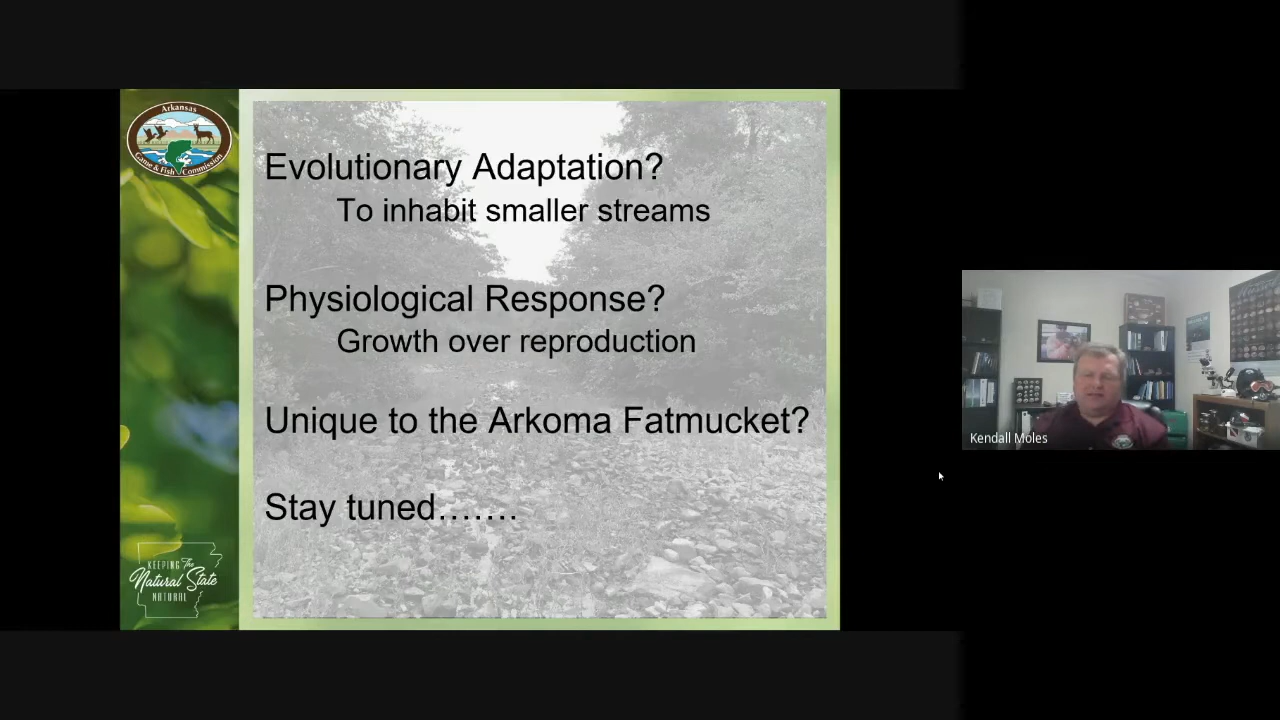 Arkansas
Game & Fish Commission
Evolutionary Adaptation?
To inhabit smaller streams
Physiological Response?
Growth over reproduction
Unique to the Arkoma Fatmucket?
Stay tuned.......
KEEPING The
Natural State
NATURAL
Kendall Moles